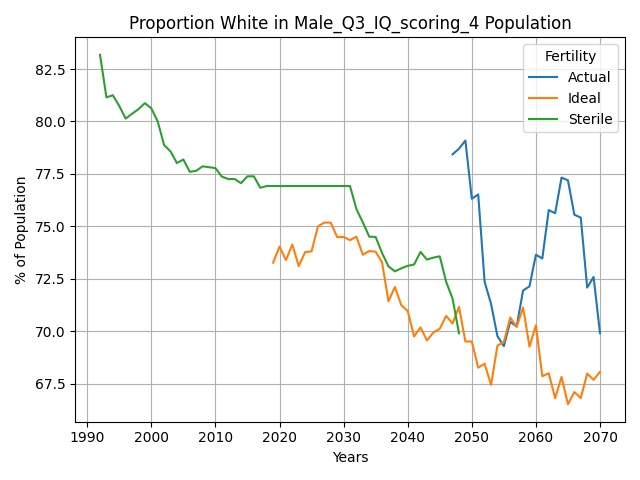 Proportion White in Male_Q3_IQ_scoring_4 Population
Fertility
Actual
Ideal
Sterile
% of Population
82.5
80.0
77.5
75.0
72.5
70.0
67.5
1990 2000 2010 2020 2030 2040 2050 2060 2070
Years